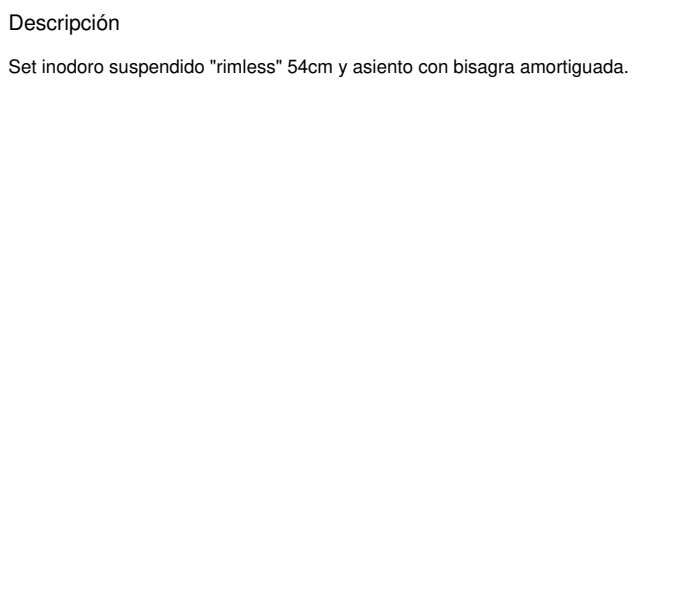 Descripción
Set inodoro suspendido "rimless" 54cm y asiento con bisagra amortiguada.